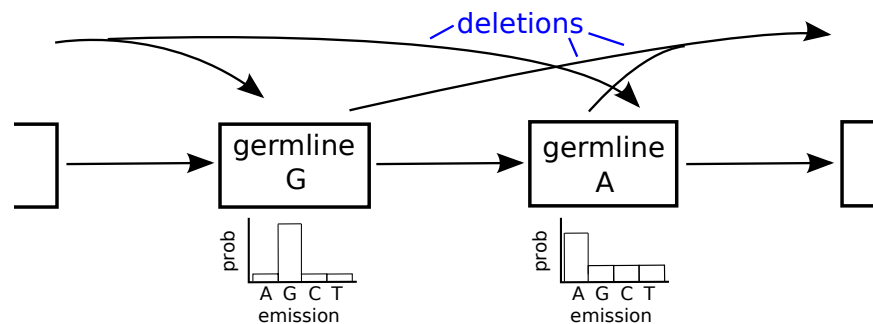 deletions
germline
G
germline
A
prob
A G C T
emission
prob
A G C T
emission